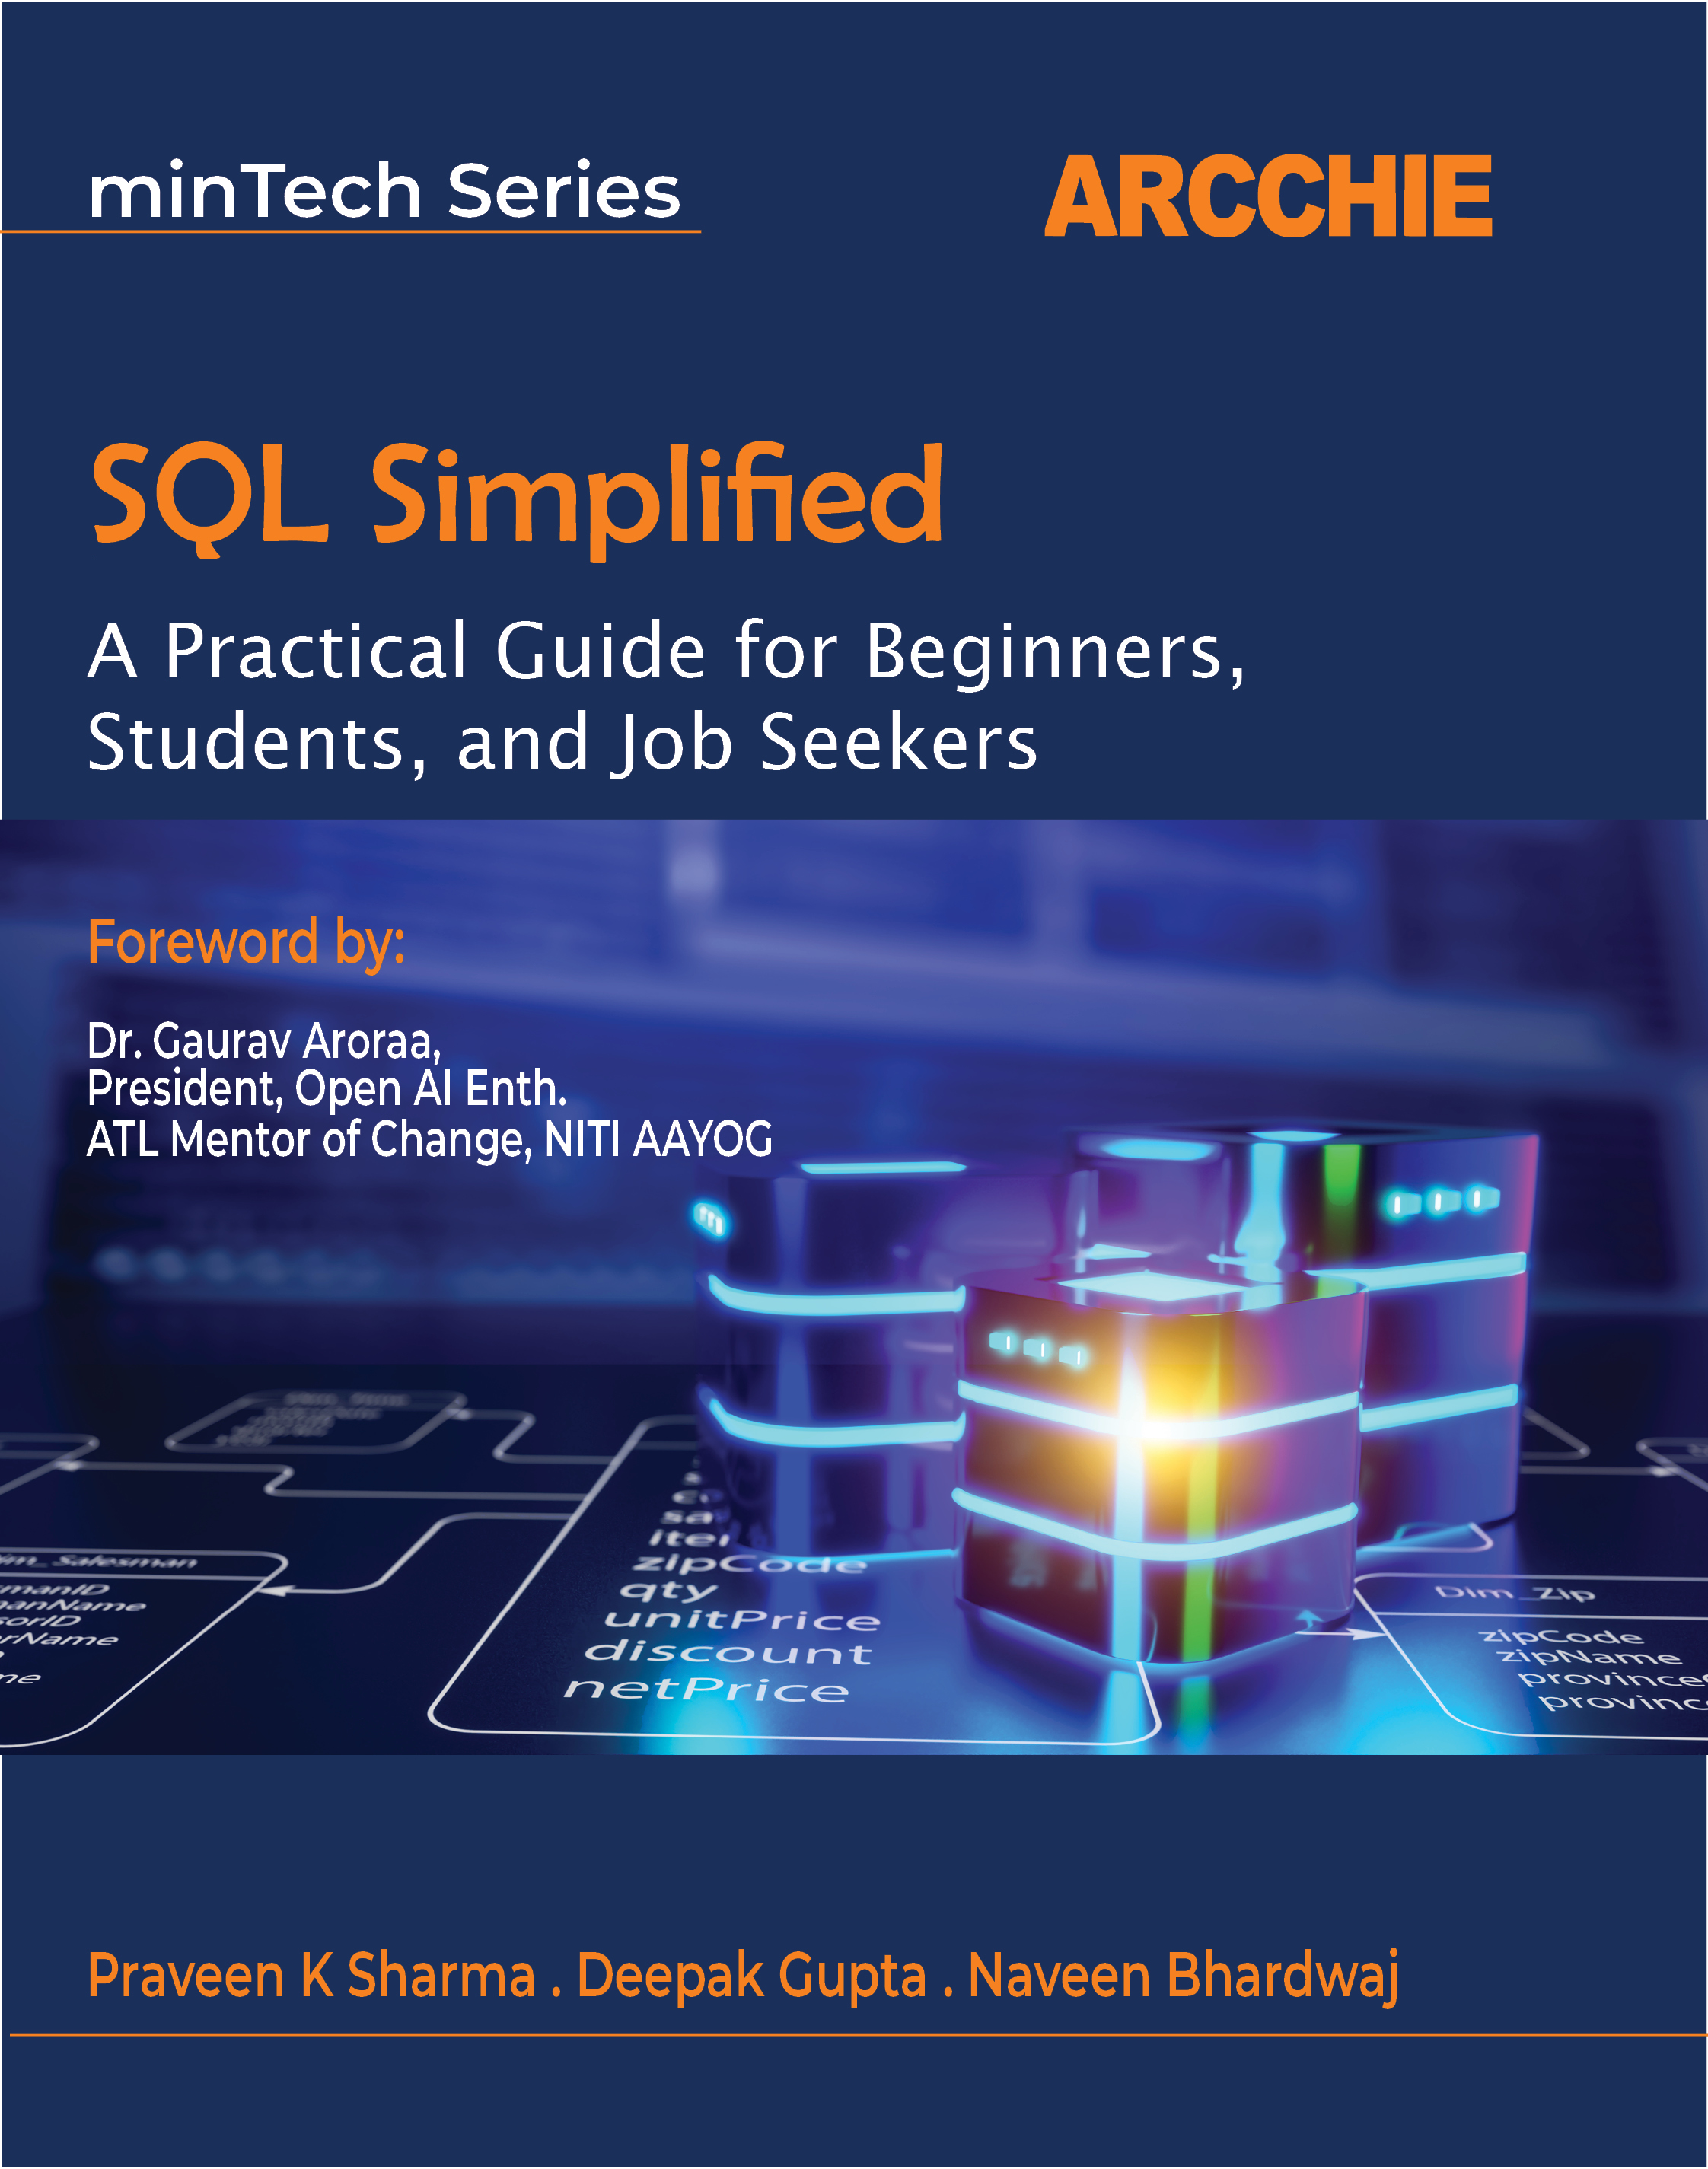 minTech Series
ARCCHIE
SQL Simplified
A Practical Guide for Beginners,
Students, and Job Seekers
Foreword by:
Dr. Gaurav Aroraa,
President, Open AI Enth.
ATL Mentor of Change, NITI AAYOG
zipCode
qty
unitPrice
discount
netPrice
Dim_Zip
zipCode
zipName
Praveen K Sharma . Deepak Gupta . Naveen Bhardwaj